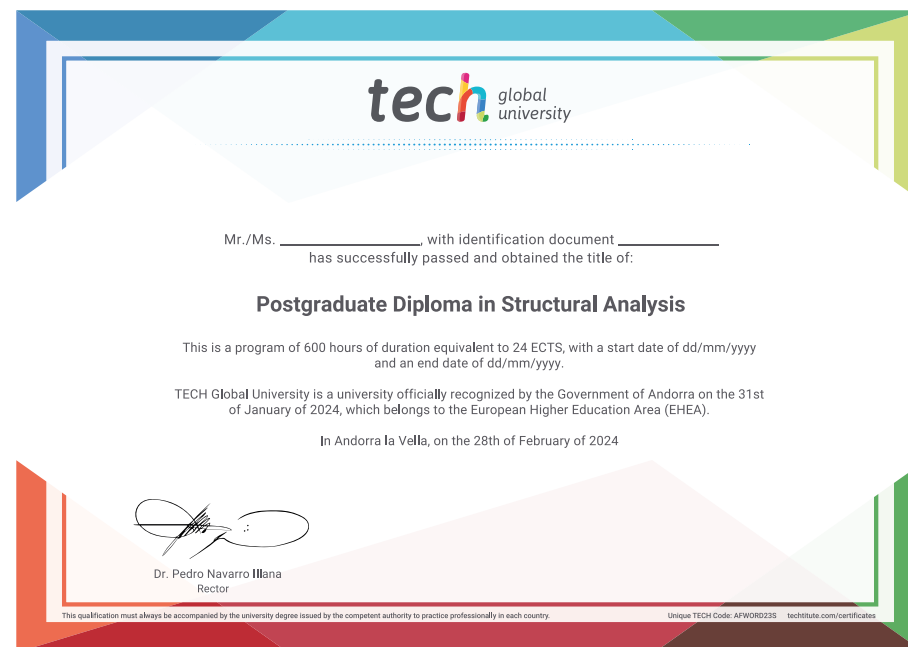 tech global
university
Mr./Ms. ____________________, with identification document ______________
has successfully passed and obtained the title of:
Postgraduate Diploma in Structural Analysis
This is a program of 600 hours of duration equivalent to 24 ECTS, with a start date of dd/mm/yyyy
and an end date of dd/mm/yyyy.
TECH Global University is a university officially recognized by the Government of Andorra on the 31st
of January of 2024, which belongs to the European Higher Education Area (EHEA).
In Andorra la Vella, on the 28th of February of 2024
Dr. Pedro Navarro Illana
Rector
This qualification must always be accompanied by the university degree issued by the competent authority to practice professionally in each country.
Unique TECH Code: AFWORD23S techtitute.com/certificates